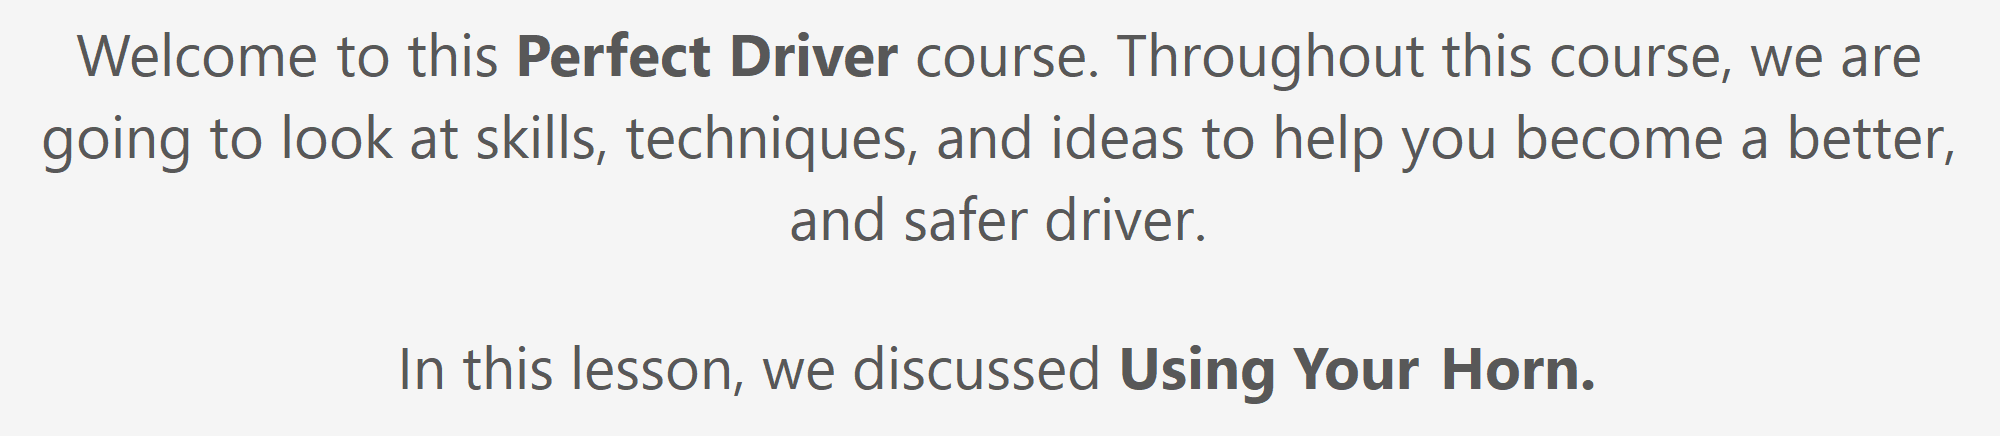 Welcome to this Perfect Driver course. Throughout this course, we are
going to look at skills, techniques, and ideas to help you become a better,
and safer driver.
In this lesson, we discussed Using Your Horn.